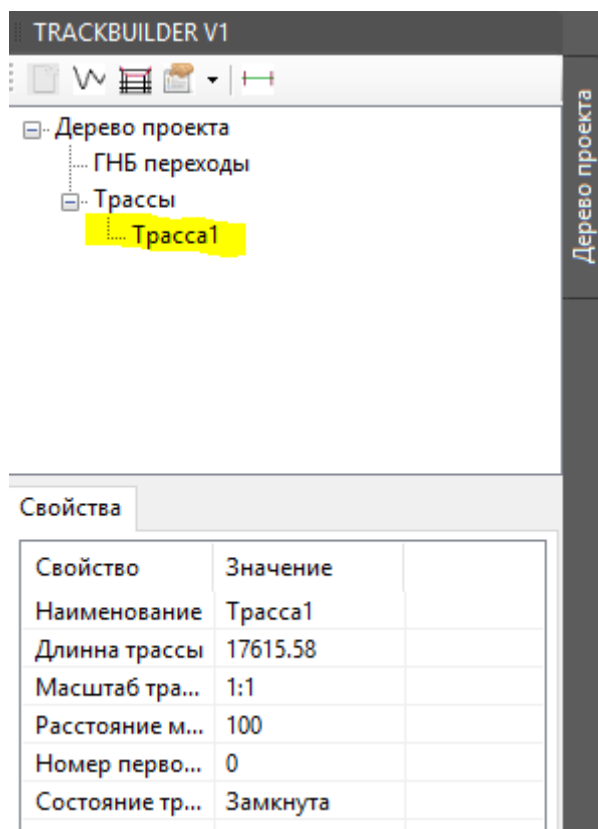 TRACKBUILDER V1
Дерево проекта
ГНБ переходы
Трассы
Трасса1
Дерево проекта
Свойства
Свойство Значение
Наименование Трасса1
Длинна трассы 17615.58
Масштаб тра... 1:1
Расстояние м... 100
Номер перво... 0
Состояние тр... Замкнута